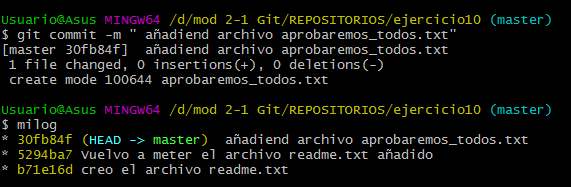 Usuario@Asus MINGW64 /d/mod 2-1 Git/REPOSITORIOS/ejercicio10 (master)
$ git commit -m " añadiend archivo aprobaremos_todos.txt"
[master 30fb84f]  añadiend archivo aprobaremos_todos.txt
 1 file changed, 0 insertions(+), 0 deletions(-)
 create mode 100644 aprobaremos_todos.txt

Usuario@Asus MINGW64 /d/mod 2-1 Git/REPOSITORIOS/ejercicio10 (master)
$ milog
* 30fb84f (HEAD -> master)  añadiend archivo aprobaremos_todos.txt
* 5294ba7 Vuelvo a meter el archivo readme.txt añadido
* b71e16d creo el archivo readme.txt